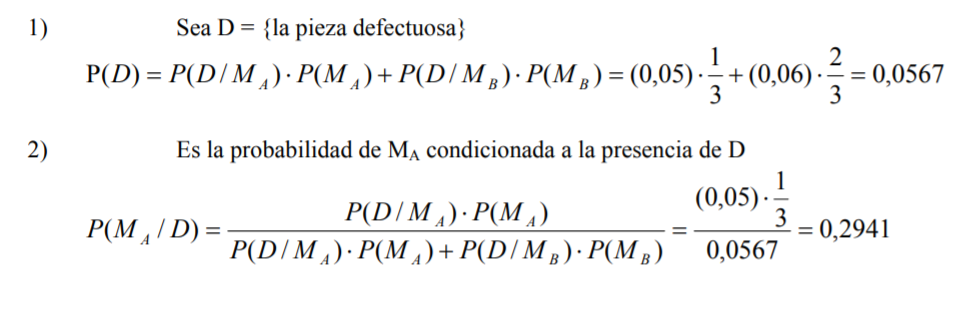 1) Sea D = {la pieza defectuosa}
P(D) = P(D/M_A)·P(M_A) + P(D/M_B)·P(M_B) = (0,05)·1/3 + (0,06)·2/3 = 0,0567
2) Es la probabilidad de M_A condicionada a la presencia de D
P(M_A/D) = P(D/M_A)·P(M_A) / P(D/M_A)·P(M_A) + P(D/M_B)·P(M_B) = (0,05)·1/3 / 0,0567 = 0,2941